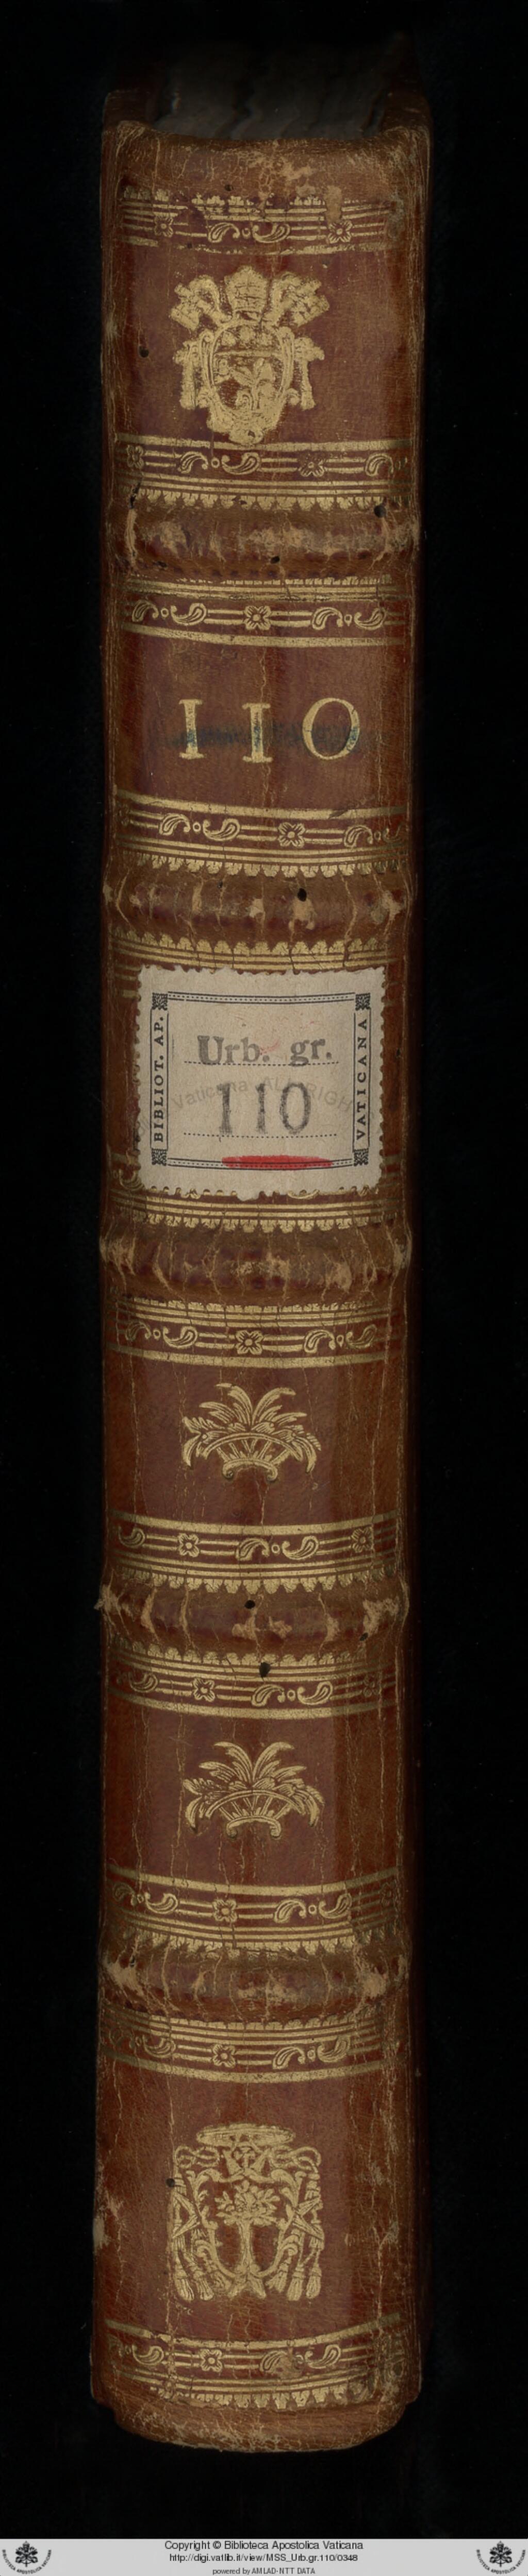 110
BIBLIOT. AP.
VATICANA
Urb. gr.
110
Copyright © Biblioteca Apostolica Vaticana
http://digi.vatlib.it/view/MSS_Urb.gr.110/0348
powered by AMLAD-NTT DATA